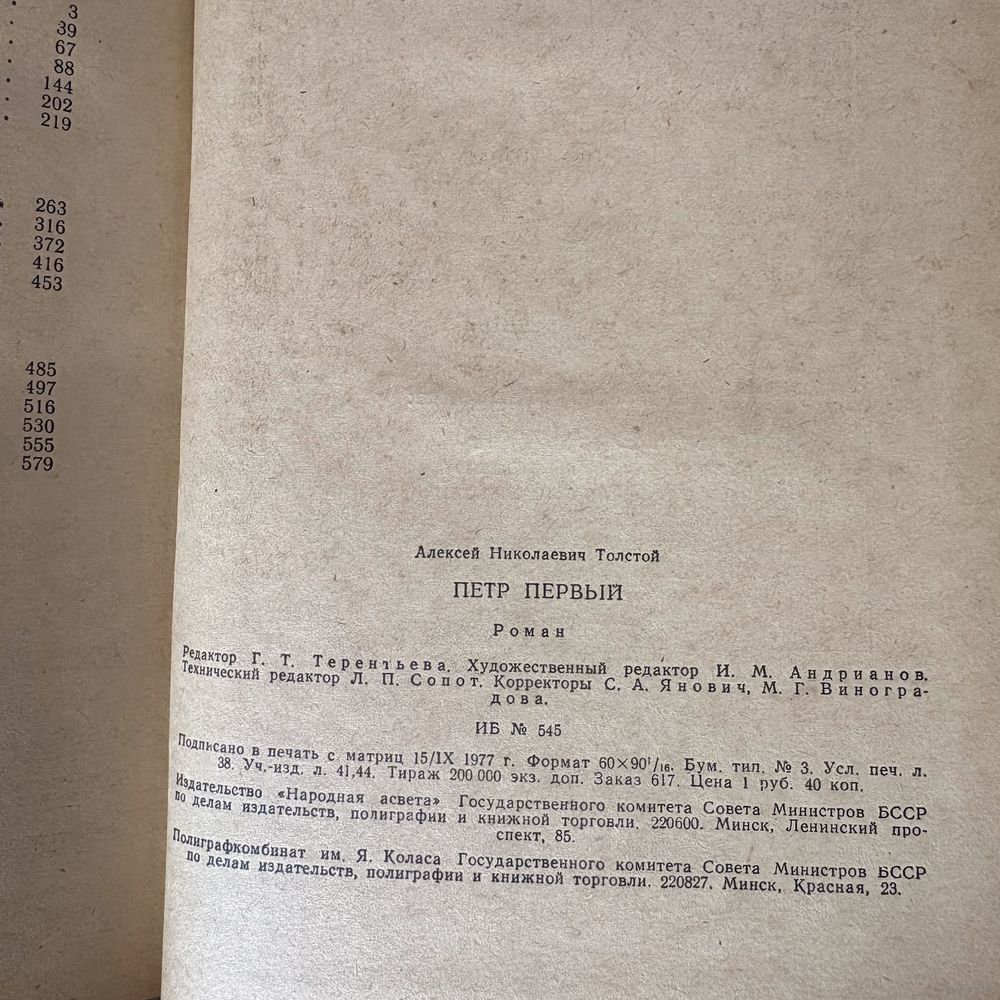 3
39
67
88
144
202
219
263
316
372
416
453
485
497
516
530
555
579
Алексей Николаевич Толстой
ПЕТР ПЕРВЫЙ
Роман
Редактор Г. Т. Терентьева. Художественный редактор И. М. Андрианов.
Технический редактор Л. П. Сопот. Корректоры С. А. Янович, М. Г. Виногра-
дова.
ИБ № 545
Подписано в печать с матриц 15/IX 1977 г. Формат 60×90¹/₁₆. Бум. тип. № 3. Усл. печ. л.
38. Уч.-изд. л. 41,44. Тираж 200 000 экз. доп. Заказ 617. Цена 1 руб. 40 коп.
Издательство «Народная асвета» Государственного комитета Совета Министров БССР
по делам издательств, полиграфии и книжной торговли. 220600. Минск, Ленинский про-
спект, 85.
Полиграфкомбинат им. Я. Коласа Государственного комитета Совета Министров БССР
по делам издательств, полиграфии и книжной торговли. 220827. Минск, Красная, 23.